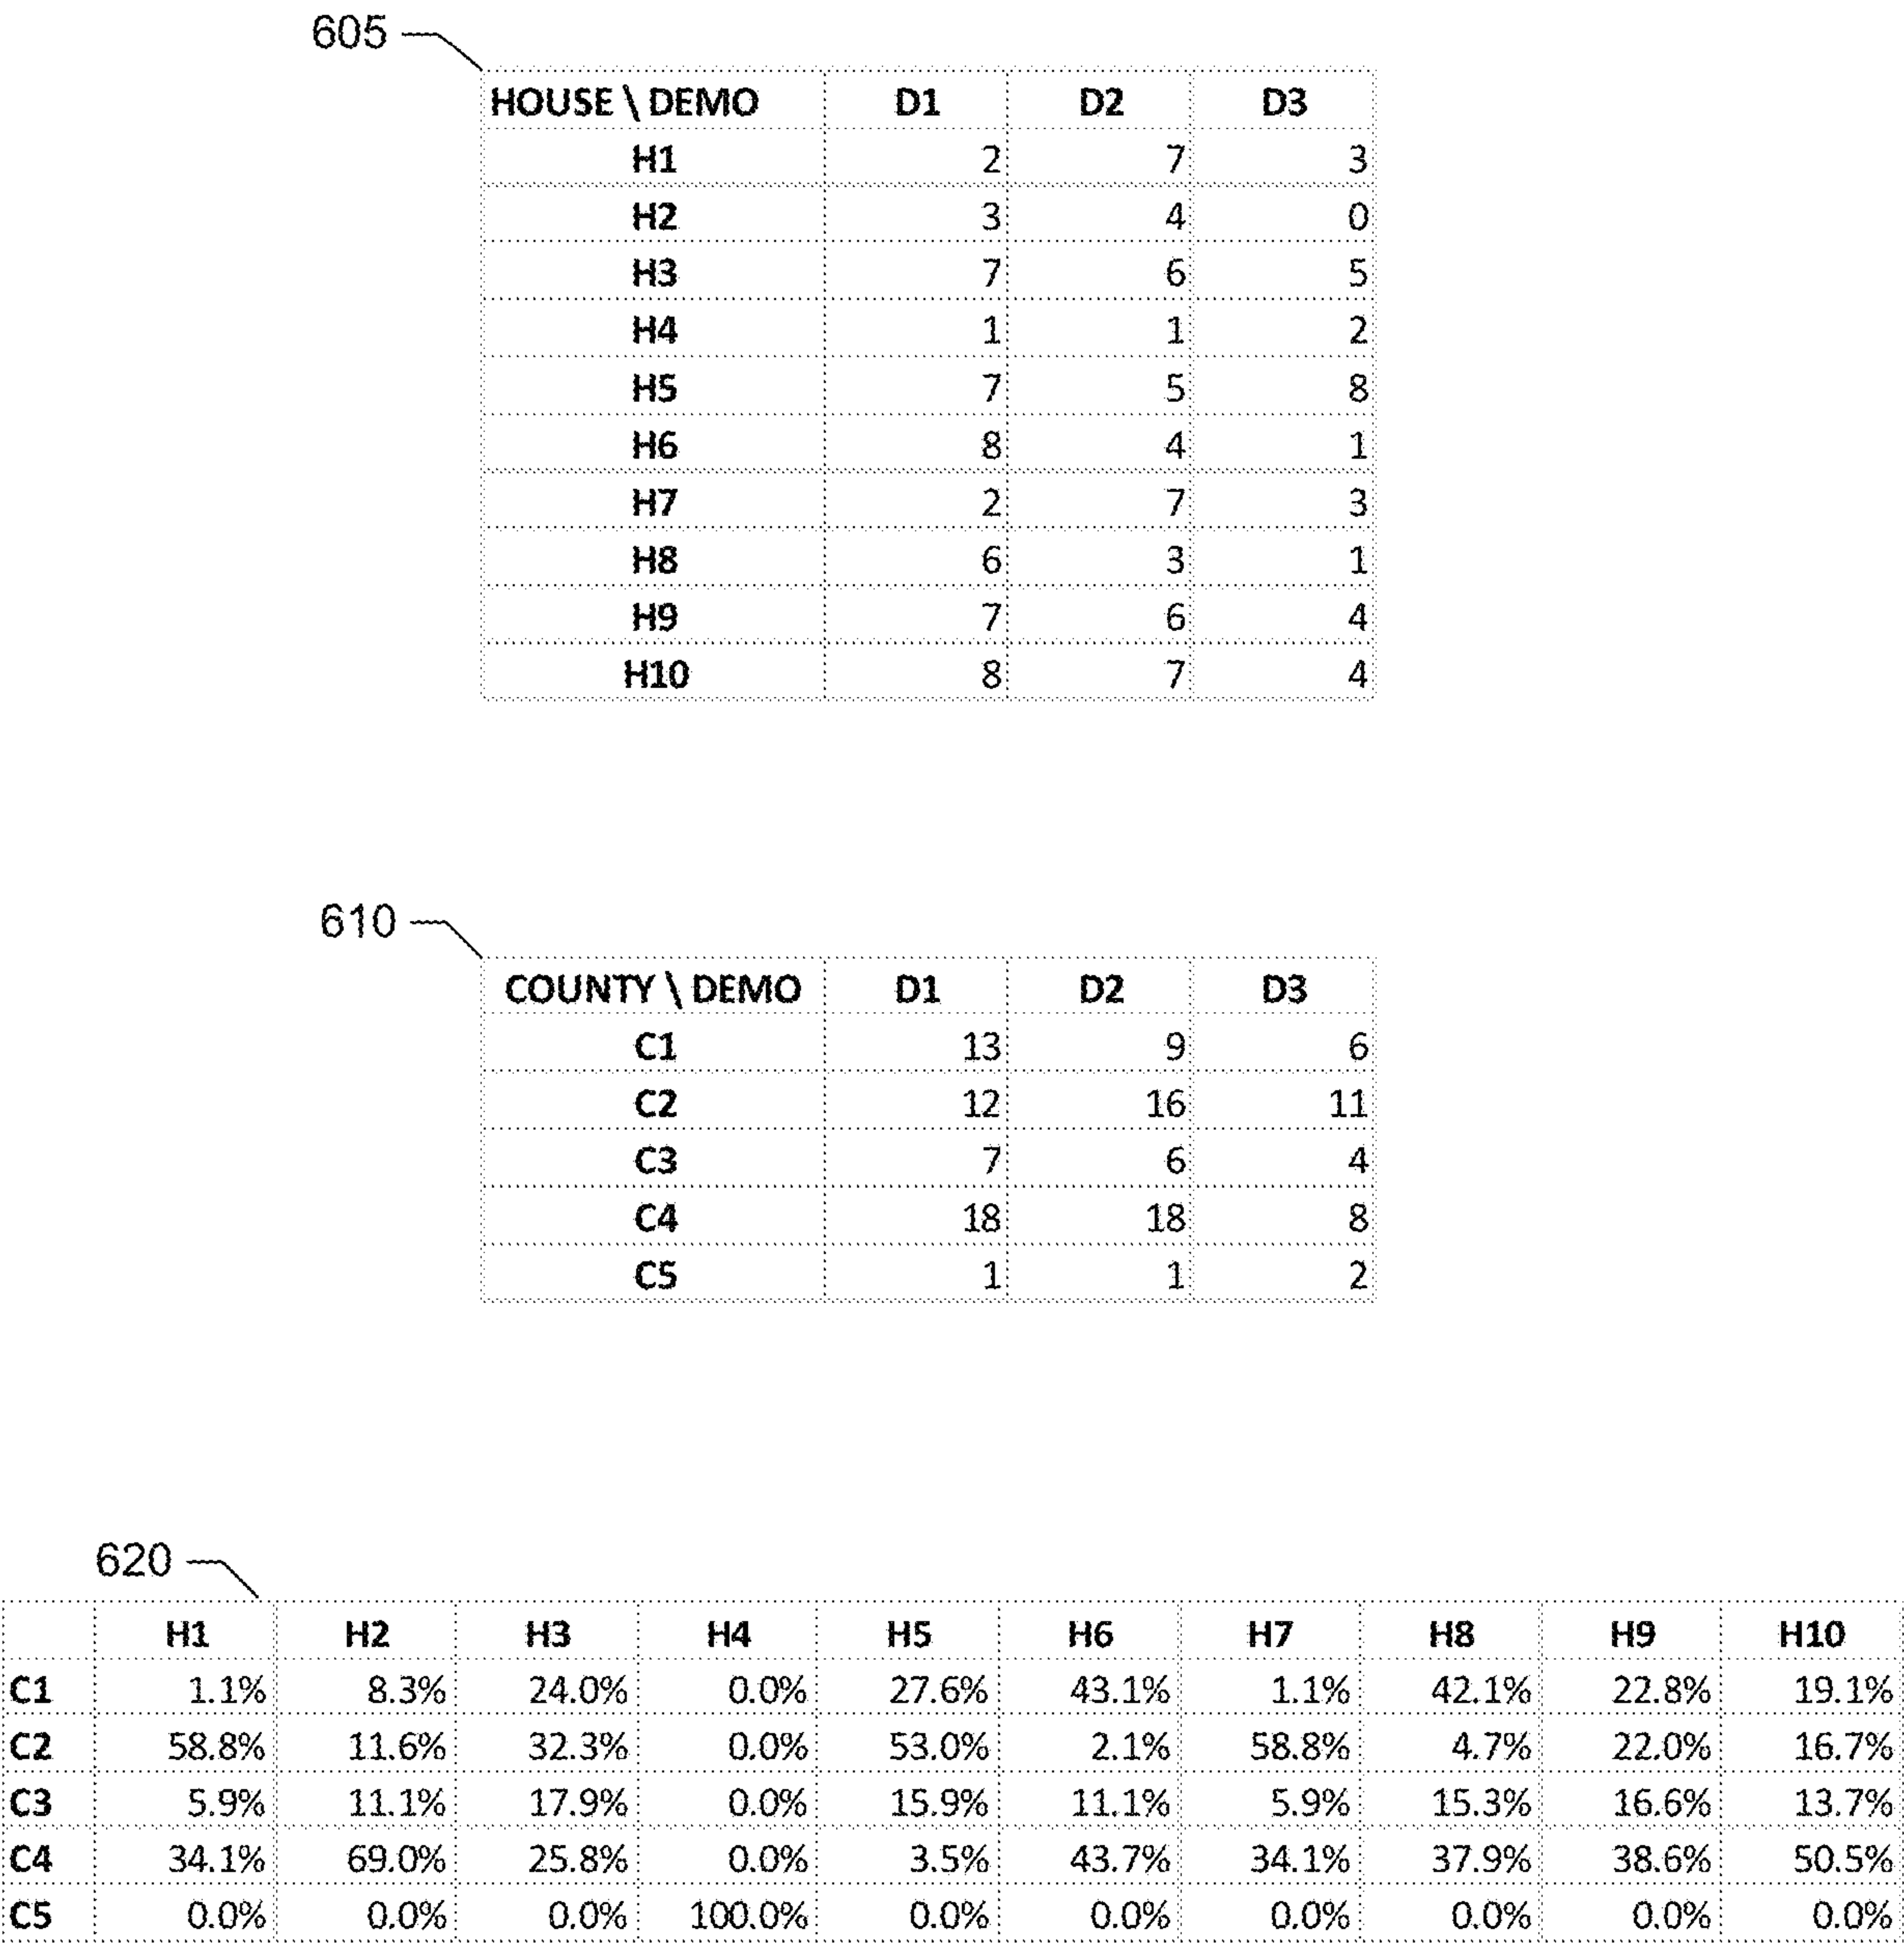 605
HOUSE \ DEMO D1 D2 D3
H1 2 7 3
H2 3 4 0
H3 7 6 5
H4 1 1 2
H5 7 5 8
H6 8 4 1
H7 2 7 3
H8 6 3 1
H9 7 6 4
H10 8 7 4
610
COUNTY \ DEMO D1 D2 D3
C1 13 9 6
C2 12 16 11
C3 7 6 4
C4 18 18 8
C5 1 1 2
620
H1 H2 H3 H4 H5 H6 H7 H8 H9 H10
C1 1.1% 8.3% 24.0% 0.0% 27.6% 43.1% 1.1% 42.1% 22.8% 19.1%
C2 58.8% 11.6% 32.3% 0.0% 53.0% 2.1% 58.8% 4.7% 22.0% 16.7%
C3 5.9% 11.1% 17.9% 0.0% 15.9% 11.1% 5.9% 15.3% 16.6% 13.7%
C4 34.1% 69.0% 25.8% 0.0% 3.5% 43.7% 34.1% 37.9% 38.6% 50.5%
C5 0.0% 0.0% 0.0% 100.0% 0.0% 0.0% 0.0% 0.0% 0.0% 0.0%